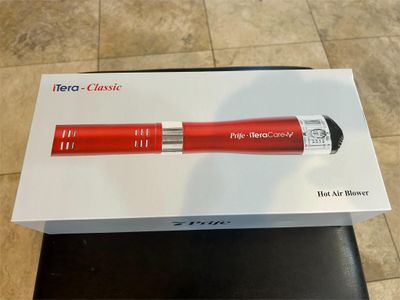 iTera - Classic
Prife · iTeraCare
Hot Air Blower
Prife